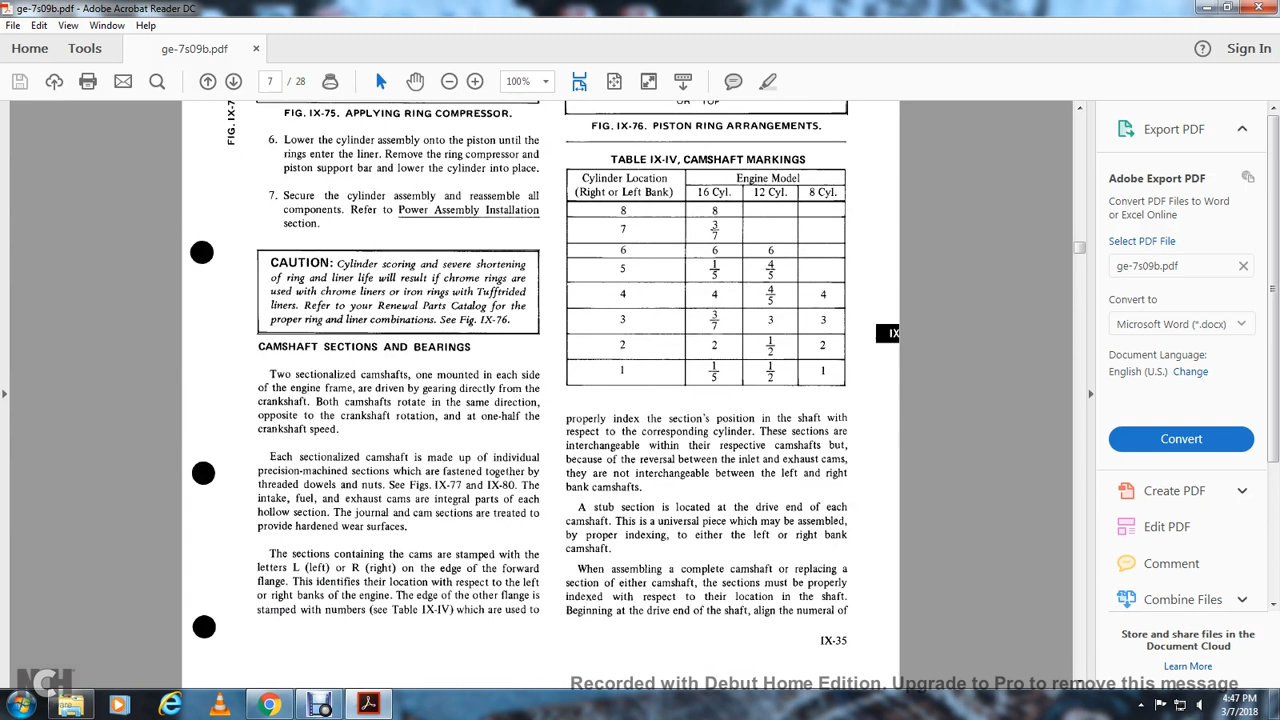 ge-7s09b.pdf - Adobe Acrobat Reader DC
File Edit View Window Help
Home Tools ge-7s09b.pdf × ? Sign In
7 / 28 100%
FIG. IX-7
FIG. IX-75. APPLYING RING COMPRESSOR.
6. Lower the cylinder assembly onto the piston until the
rings enter the liner. Remove the ring compressor and
piston support bar and lower the cylinder into place.
7. Secure the cylinder assembly and reassemble all
components. Refer to Power Assembly Installation
section.
CAUTION: Cylinder scoring and severe shortening
of ring and liner life will result if chrome rings are
used with chrome liners or iron rings with Tufftrided
liners. Refer to your Renewal Parts Catalog for the
proper ring and liner combinations. See Fig. IX-76.
CAMSHAFT SECTIONS AND BEARINGS
Two sectionalized camshafts, one mounted in each side
of the engine frame, are driven by gearing directly from the
crankshaft. Both camshafts rotate in the same direction,
opposite to the crankshaft rotation, and at one-half the
crankshaft speed.
Each sectionalized camshaft is made up of individual
precision-machined sections which are fastened together by
threaded dowels and nuts. See Figs. IX-77 and IX-80. The
intake, fuel, and exhaust cams are integral parts of each
hollow section. The journal and cam sections are treated to
provide hardened wear surfaces.
The sections containing the cams are stamped with the
letters L (left) or R (right) on the edge of the forward
flange. This identifies their location with respect to the left
or right banks of the engine. The edge of the other flange is
stamped with numbers (see Table IX-IV) which are used to
OR TOP
FIG. IX-76. PISTON RING ARRANGEMENTS.
TABLE IX-IV, CAMSHAFT MARKINGS
Cylinder Location Engine Model
(Right or Left Bank) 16 Cyl. 12 Cyl. 8 Cyl.
8 8
7 3/7
6 6 6
5 1/5 4/5
4 4 4/5 4
3 3/7 3 3
2 2 1/2 2
1 1/5 1/2 1
properly index the section's position in the shaft with
respect to the corresponding cylinder. These sections are
interchangeable within their respective camshafts but,
because of the reversal between the inlet and exhaust cams,
they are not interchangeable between the left and right
bank camshafts.
A stub section is located at the drive end of each
camshaft. This is a universal piece which may be assembled,
by proper indexing, to either the left or right bank
camshaft.
When assembling a complete camshaft or replacing a
section of either camshaft, the sections must be properly
indexed with respect to their location in the shaft.
Beginning at the drive end of the shaft, align the numeral of
IX-35
IX
Export PDF
Adobe Export PDF
Convert PDF Files to Word
or Excel Online
Select PDF File
ge-7s09b.pdf
Convert to
Microsoft Word (*.docx)
Document Language:
English (U.S.) Change
Convert
Create PDF
Edit PDF
Comment
Combine Files
Store and share files in the
Document Cloud
Learn More
NCH
Recorded with Debut Home Edition. Upgrade to Pro to remove this message
4:47 PM
3/7/2018